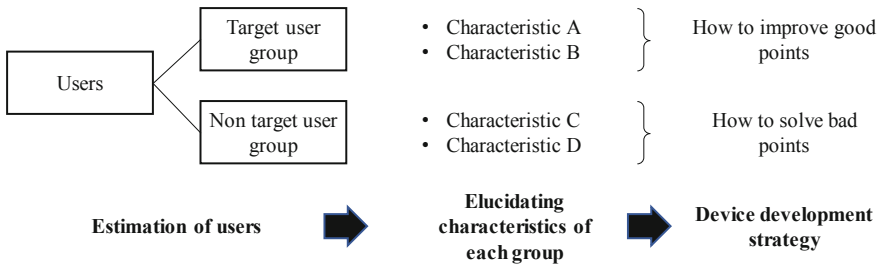 Users
Target user
group
Non target user
group
• Characteristic A
• Characteristic B
• Characteristic C
• Characteristic D
How to improve good
points
How to solve bad
points
Estimation of users
Elucidating
characteristics of
each group
Device development
strategy